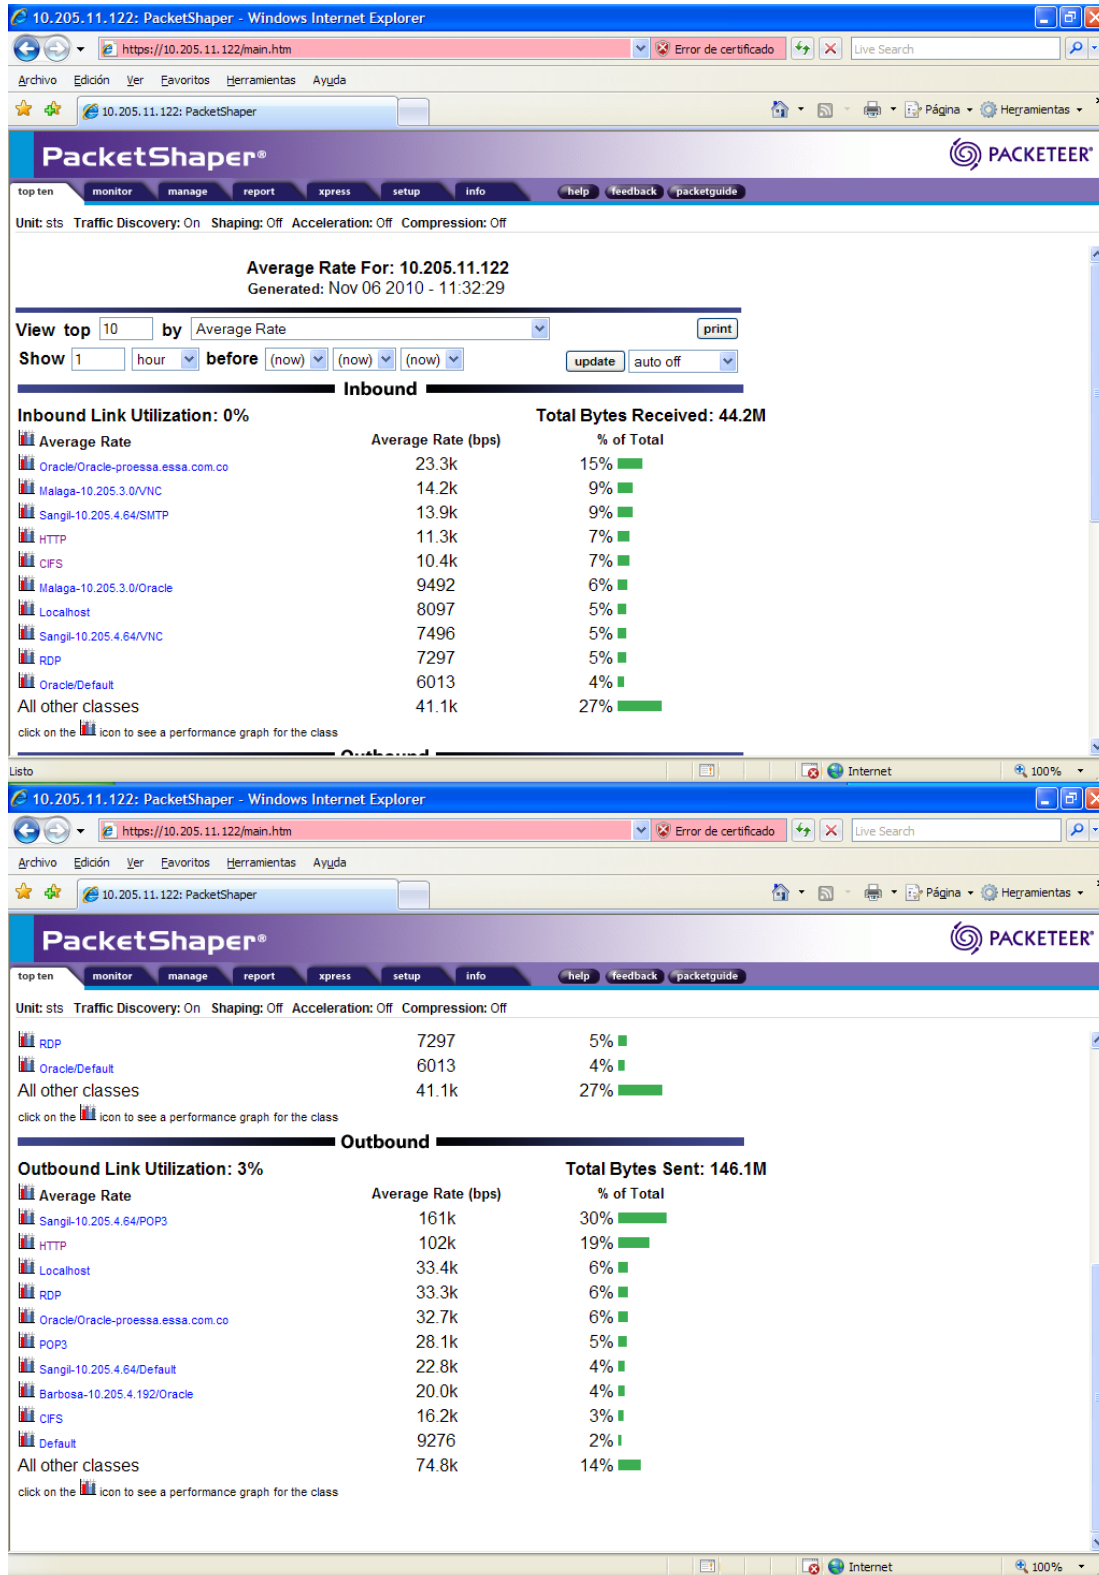 10.205.11.122: PacketShaper - Windows Internet Explorer
https://10.205.11.122/main.htm Error de certificado Live Search
Archivo Edición Ver Favoritos Herramientas Ayuda
10.205.11.122: PacketShaper Página Herramientas
PacketShaper® PACKETEER®
top ten monitor manage report xpress setup info help feedback packetguide
Unit: sts Traffic Discovery: On Shaping: Off Acceleration: Off Compression: Off
Average Rate For: 10.205.11.122
Generated: Nov 06 2010 - 11:32:29
View top 10 by Average Rate print
Show 1 hour before (now) (now) (now) update auto off
Inbound
Inbound Link Utilization: 0% Total Bytes Received: 44.2M
Average Rate Average Rate (bps) % of Total
Oracle/Oracle-proessa.essa.com.co 23.3k 15%
Malaga-10.205.3.0/VNC 14.2k 9%
Sangil-10.205.4.64/SMTP 13.9k 9%
HTTP 11.3k 7%
CIFS 10.4k 7%
Malaga-10.205.3.0/Oracle 9492 6%
Localhost 8097 5%
Sangil-10.205.4.64/VNC 7496 5%
RDP 7297 5%
Oracle/Default 6013 4%
All other classes 41.1k 27%
click on the icon to see a performance graph for the class
Outbound
Listo Internet 100%
10.205.11.122: PacketShaper - Windows Internet Explorer
https://10.205.11.122/main.htm Error de certificado Live Search
Archivo Edición Ver Favoritos Herramientas Ayuda
10.205.11.122: PacketShaper Página Herramientas
PacketShaper® PACKETEER®
top ten monitor manage report xpress setup info help feedback packetguide
Unit: sts Traffic Discovery: On Shaping: Off Acceleration: Off Compression: Off
RDP 7297 5%
Oracle/Default 6013 4%
All other classes 41.1k 27%
click on the icon to see a performance graph for the class
Outbound
Outbound Link Utilization: 3% Total Bytes Sent: 146.1M
Average Rate Average Rate (bps) % of Total
Sangil-10.205.4.64/POP3 161k 30%
HTTP 102k 19%
Localhost 33.4k 6%
RDP 33.3k 6%
Oracle/Oracle-proessa.essa.com.co 32.7k 6%
POP3 28.1k 5%
Sangil-10.205.4.64/Default 22.8k 4%
Barbosa-10.205.4.192/Oracle 20.0k 4%
CIFS 16.2k 3%
Default 9276 2%
All other classes 74.8k 14%
click on the icon to see a performance graph for the class
Internet 100%